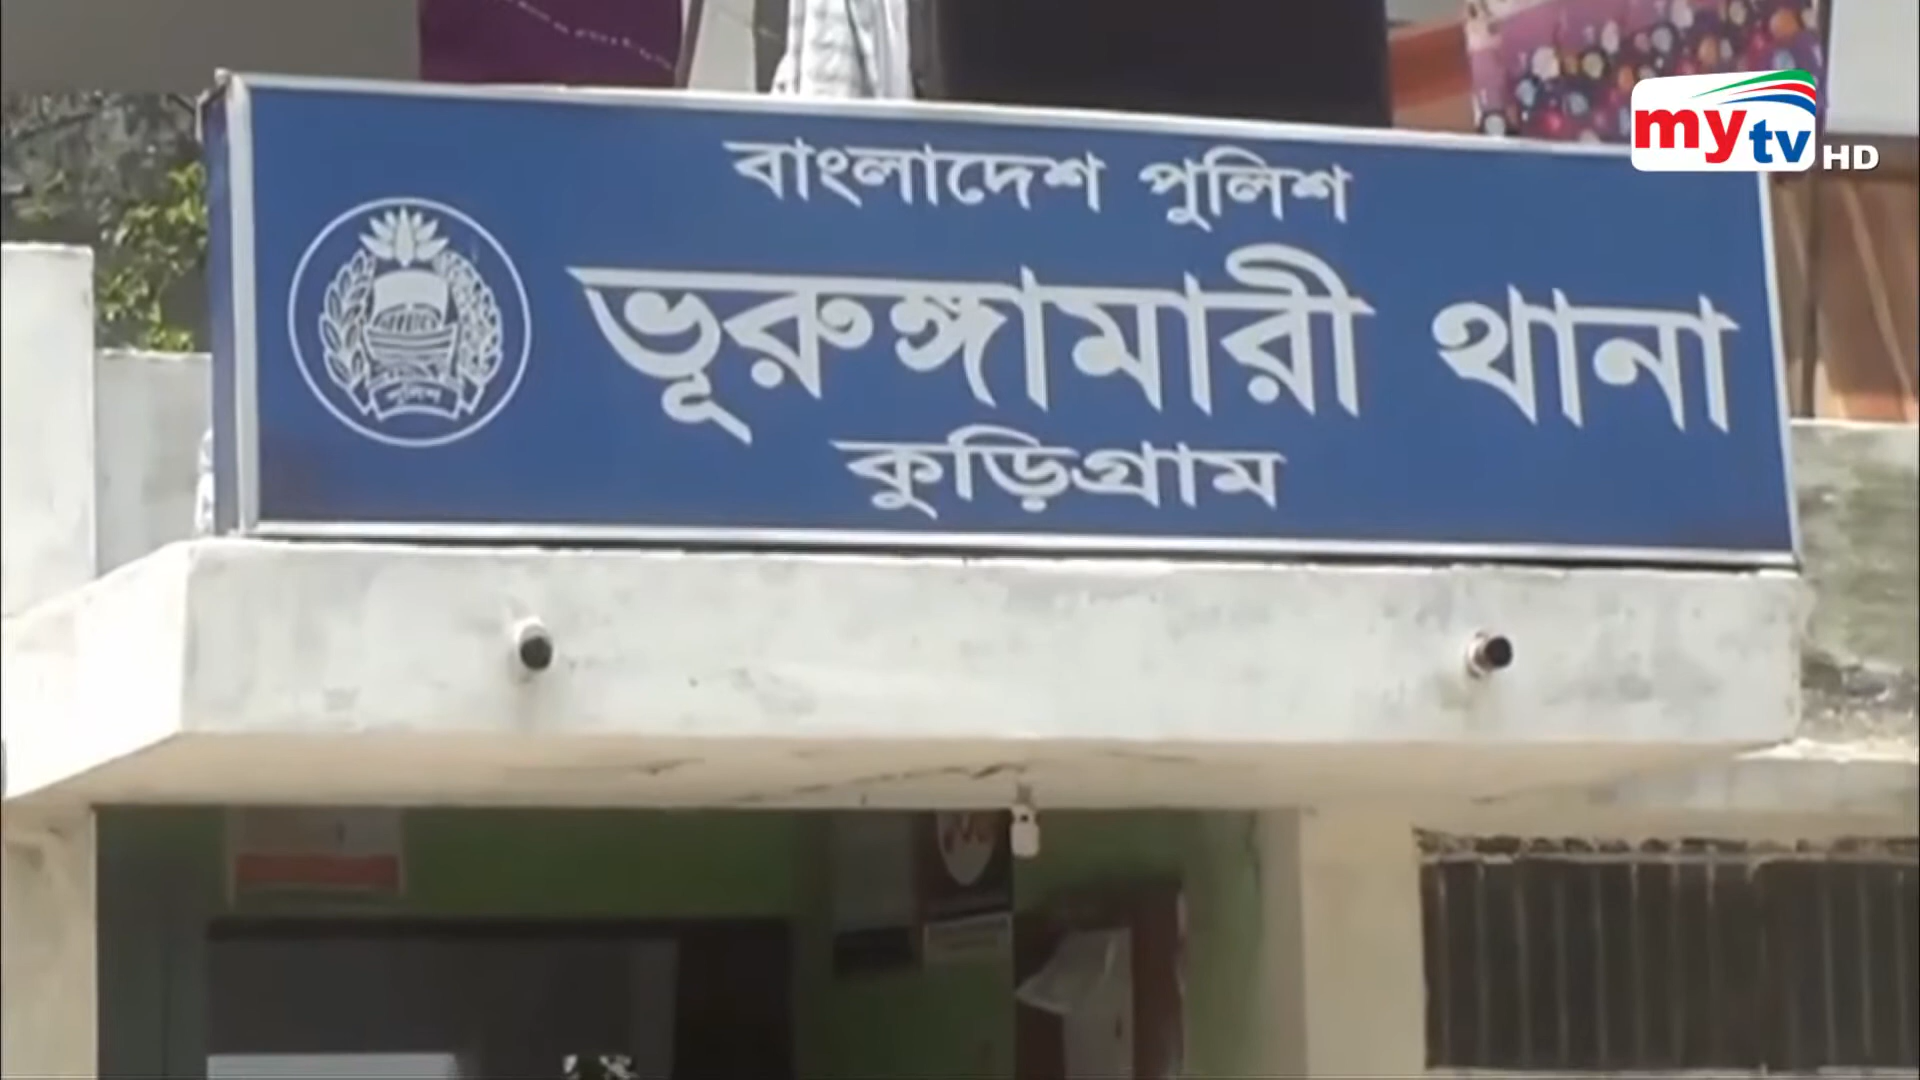 বাংলাদেশ পুলিশ
ভূরুঙ্গামারী থানা
কুড়িগ্রাম
পুলিশ
mytv HD